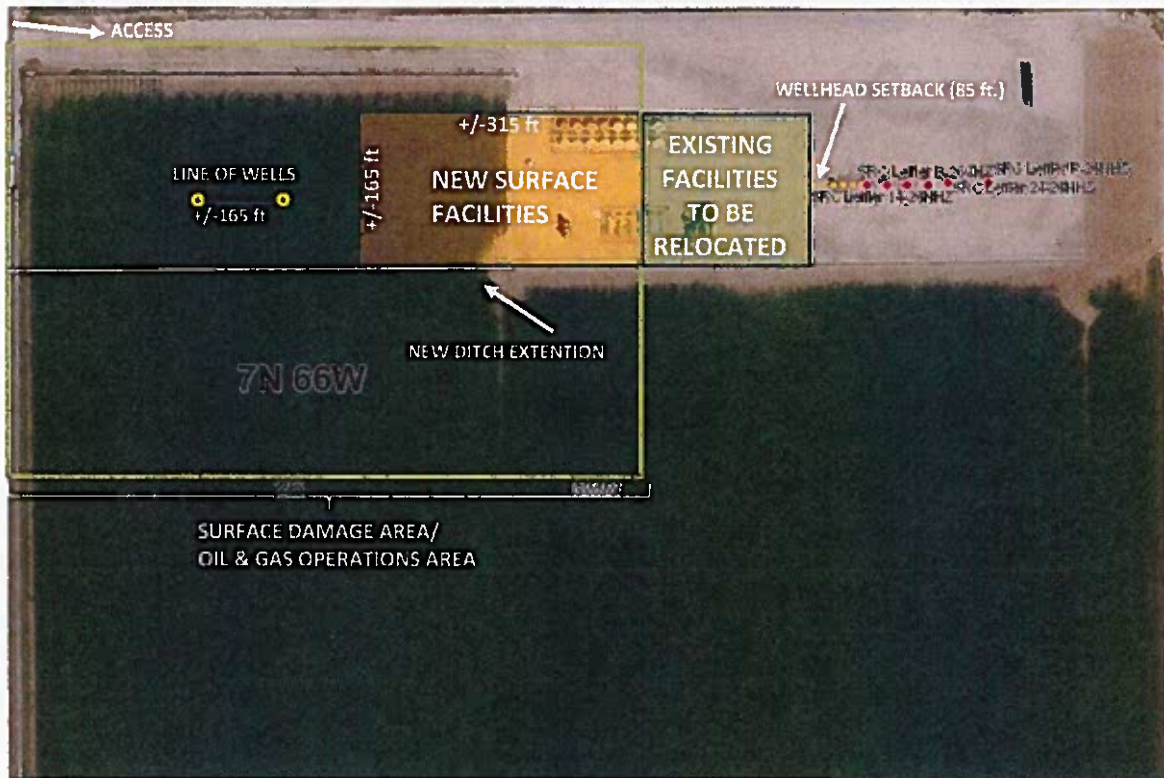 ACCESS
WELLHEAD SETBACK (85 ft.)
+/-315 ft
EXISTING
FACILITIES
TO BE
RELOCATED
LINE OF WELLS
+/-165 ft
+/-165 ft
NEW SURFACE
FACILITIES
NEW DITCH EXTENTION
7N 66W
SURFACE DAMAGE AREA/
OIL & GAS OPERATIONS AREA